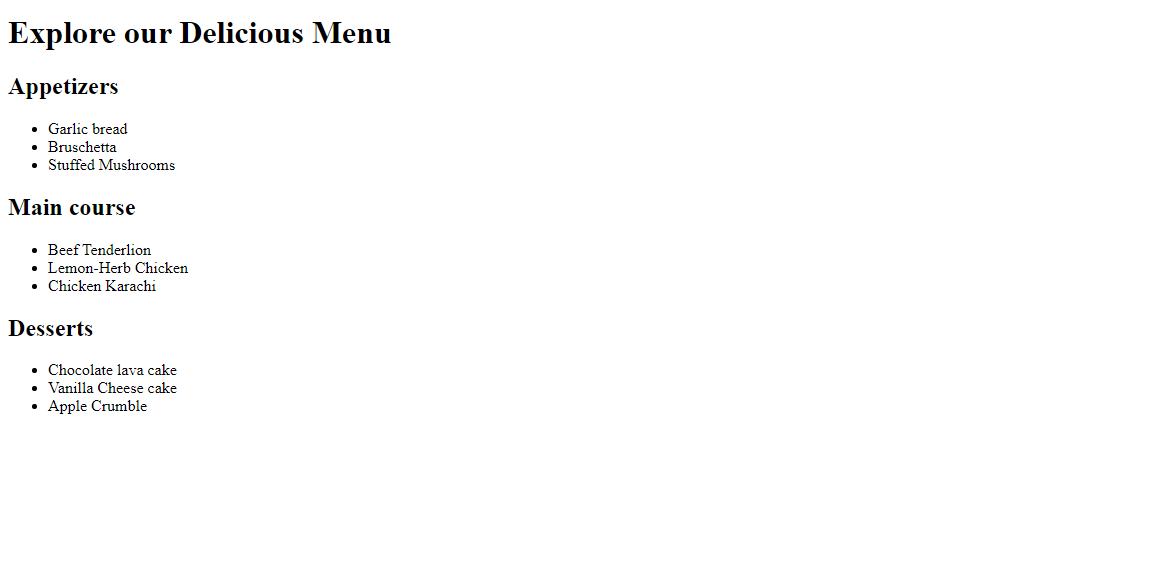 Explore our Delicious Menu
Appetizers
Garlic bread
Bruschetta
Stuffed Mushrooms
Main course
Beef Tenderlion
Lemon-Herb Chicken
Chicken Karachi
Desserts
Chocolate lava cake
Vanilla Cheese cake
Apple Crumble